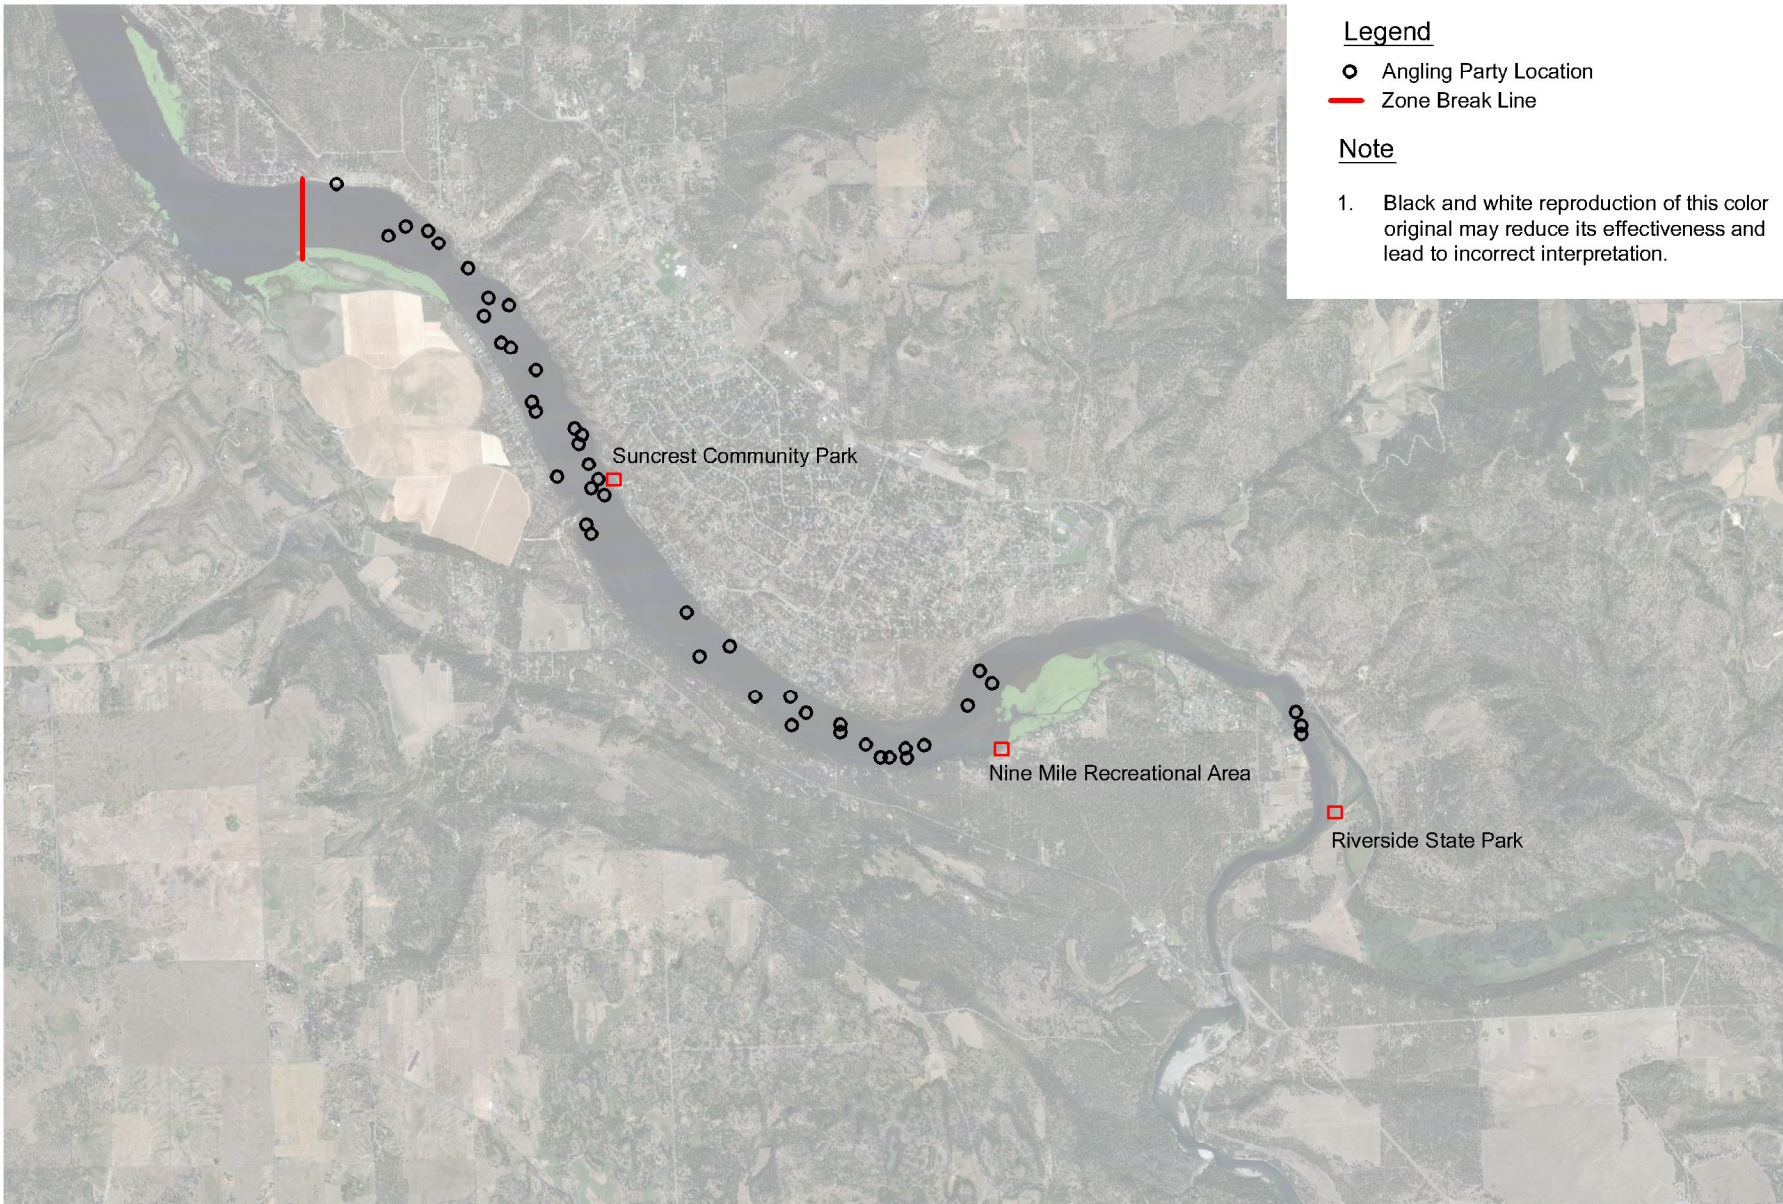 Legend
Angling Party Location
Zone Break Line
Note
1. Black and white reproduction of this color
original may reduce its effectiveness and
lead to incorrect interpretation.
Suncrest Community Park
Nine Mile Recreational Area
Riverside State Park